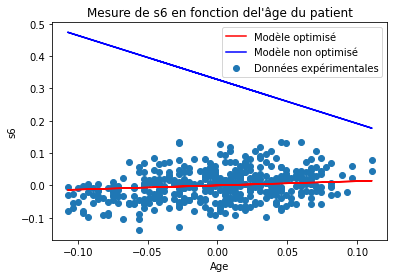 Mesure de s6 en fonction del'âge du patient
0.5
0.4
0.3
0.2
0.1
0.0
−0.1
s6
Modèle optimisé
Modèle non optimisé
Données expérimentales
−0.10
−0.05
0.00
0.05
0.10
Age